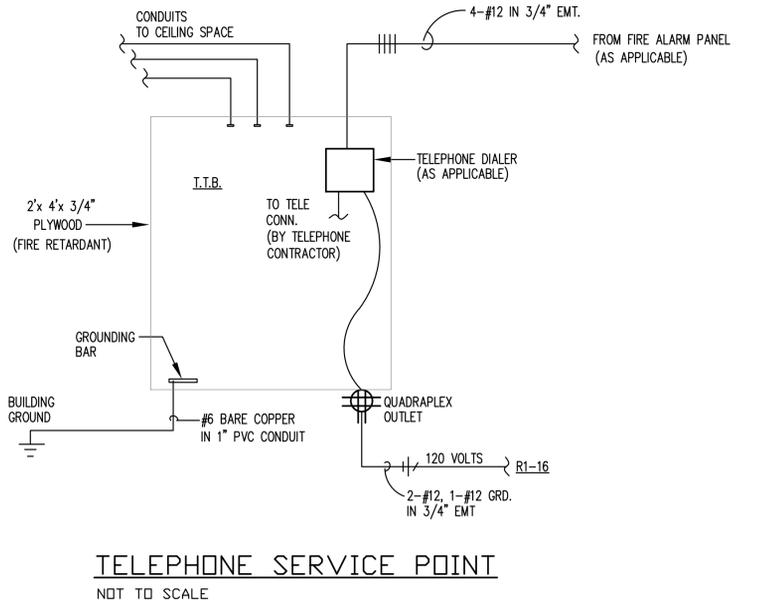 CONDUITS
TO CEILING SPACE
4-#12 IN 3/4" EMT.
FROM FIRE ALARM PANEL
(AS APPLICABLE)
TELEPHONE DIALER
(AS APPLICABLE)
T.T.B.
2'x 4'x 3/4"
PLYWOOD
(FIRE RETARDANT)
TO TELE
CONN.
(BY TELEPHONE
CONTRACTOR)
GROUNDING
BAR
BUILDING
GROUND
#6 BARE COPPER
IN 1" PVC CONDUIT
QUADRAPLEX
OUTLET
120 VOLTS
R1-16
2-#12, 1-#12 GRD.
IN 3/4" EMT
TELEPHONE SERVICE POINT
NOT TO SCALE